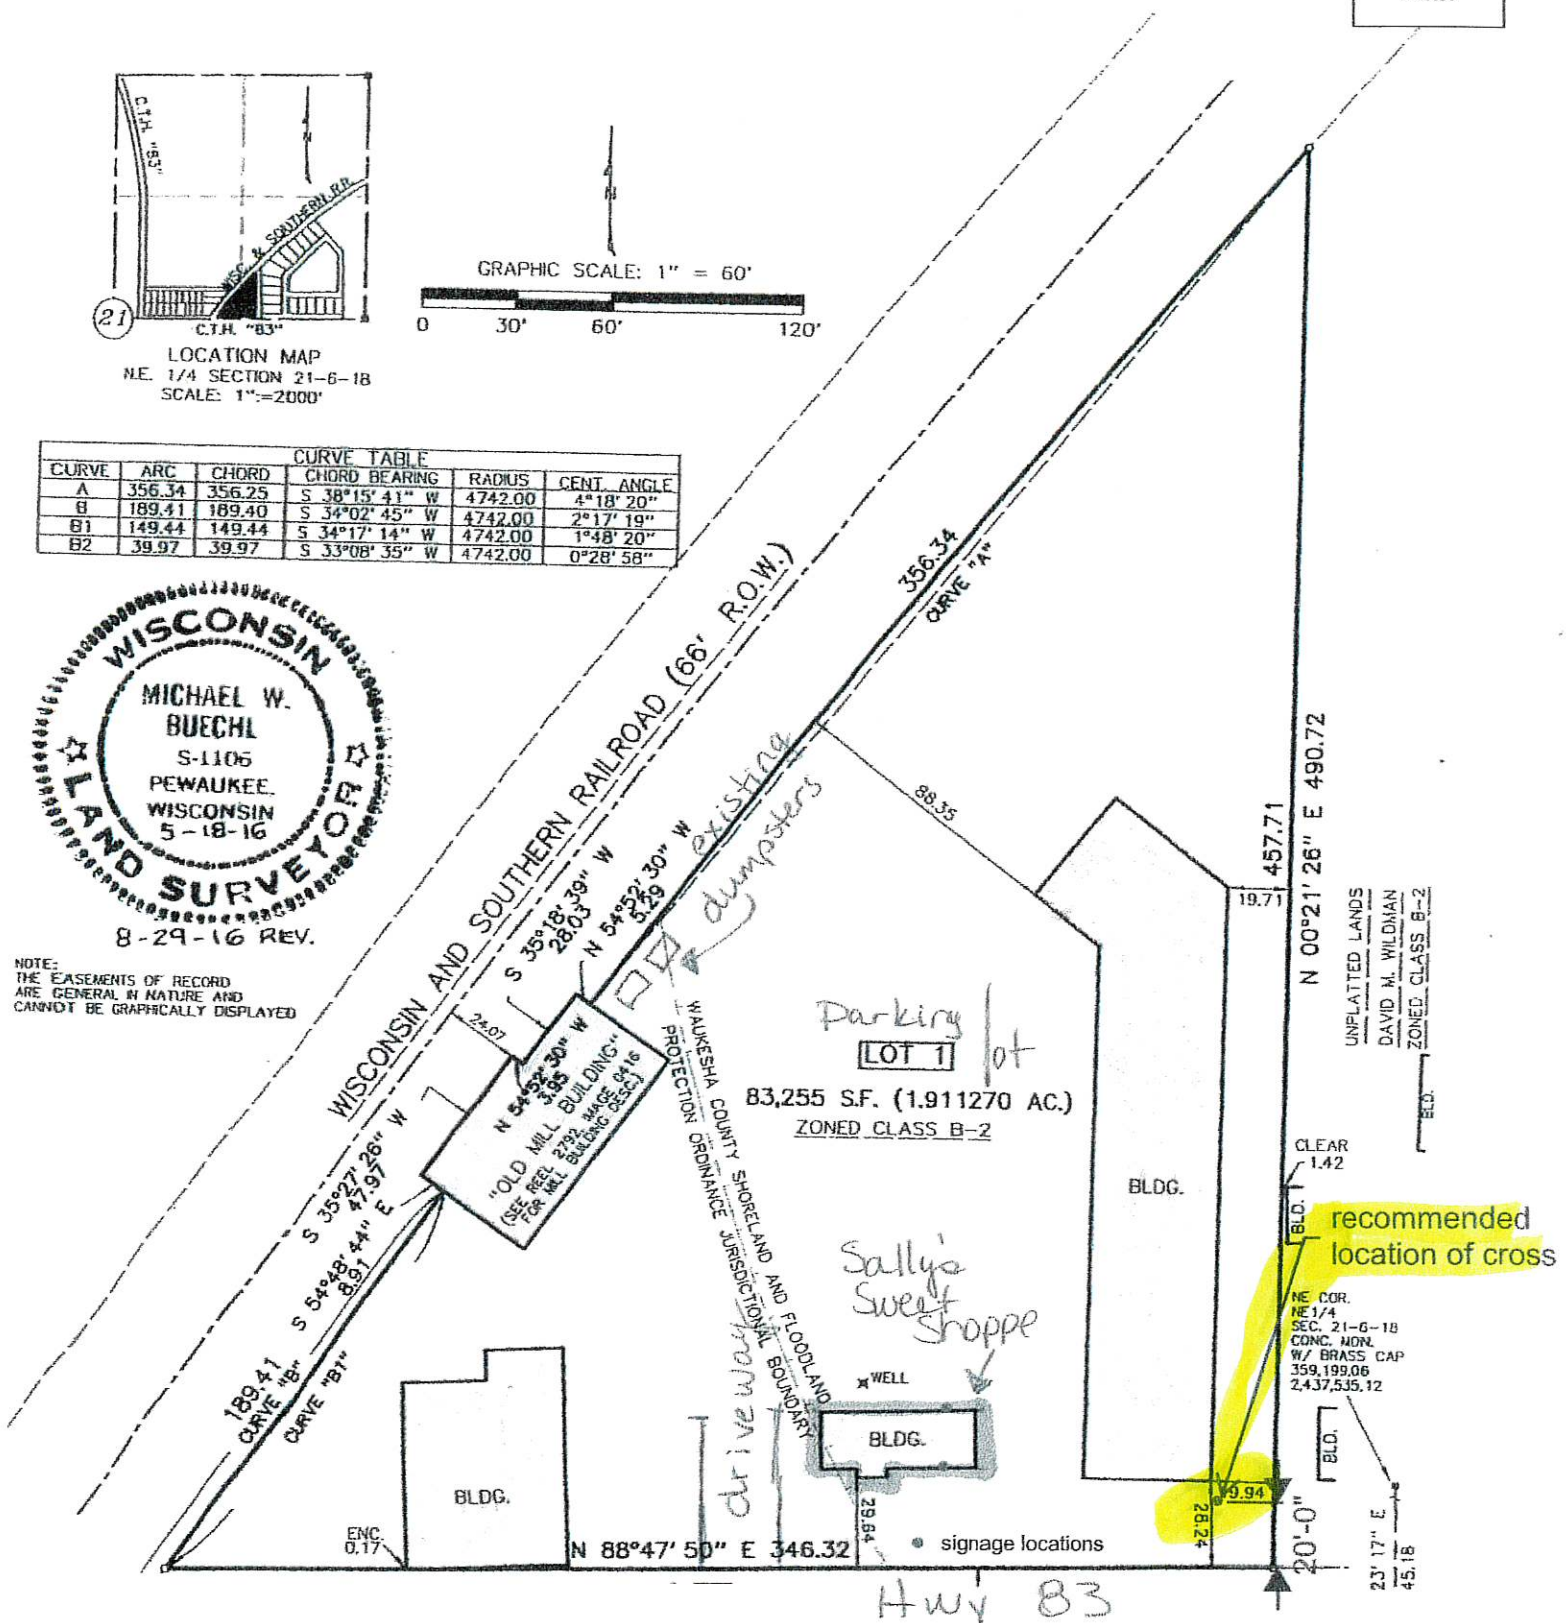 C.T.H. "83"
N
WISC. & SOUTHERN R.R.
21
C.T.H. "83"
LOCATION MAP
N.E. 1/4 SECTION 21-6-18
SCALE: 1":=2000'
N
GRAPHIC SCALE: 1" = 60'
0 30' 60' 120'
CURVE TABLE
CURVE ARC CHORD CHORD BEARING RADIUS CENT. ANGLE
A 356.34 356.25 S 38°15'41" W 4742.00 4°18'20"
B 189.41 189.40 S 34°02'45" W 4742.00 2°17'19"
B1 149.44 149.44 S 34°17'14" W 4742.00 1°48'20"
B2 39.97 39.97 S 33°08'35" W 4742.00 0°28'58"
WISCONSIN
MICHAEL W.
BUECHL
S-1106
PEWAUKEE,
WISCONSIN
5-18-16
LAND SURVEYOR
8-29-16 REV.
NOTE:
THE EASEMENTS OF RECORD
ARE GENERAL IN NATURE AND
CANNOT BE GRAPHICALLY DISPLAYED
WISCONSIN AND SOUTHERN RAILROAD (66' R.O.W.)
356.34
CURVE "A"
existing
dumpsters
88.35
N 54°52'30" W
5.29
S 35°18'39" W
28.03
24.07
N 54°52'30" W
3.95
"OLD MILL BUILDING"
(SEE REEL 2792, IMAGE 0416
FOR MILL BUILDING DESC.)
S 35°27'26" W
47.97
S 54°48'44" E
8.91
189.41
CURVE "B"
CURVE "B1"
WAUKESHA COUNTY SHORELAND AND FLOODLAND
PROTECTION ORDINANCE JURISDICTIONAL BOUNDARY
Parking lot
LOT 1
83,255 S.F. (1.911270 AC.)
ZONED CLASS B-2
19.71
457.71
N 00°21'26" E 490.72
UNPLATTED LANDS
DAVID M. WILDMAN
ZONED CLASS B-2
BLD.
CLEAR
1.42
BLD.
BLDG.
recommended
location of cross
Sally's
Sweet
Shoppe
NE COR.
NE1/4
SEC. 21-6-18
CONC. MON.
W/ BRASS CAP
359,199.06
2,437,535.12
WELL
BLDG.
driveway
BLDG.
BLD.
29.64
9.94
28.24
20'-0"
23' 17" E
45.18
ENC.
0.17
N 88°47'50" E 346.32
signage locations
Hwy 83